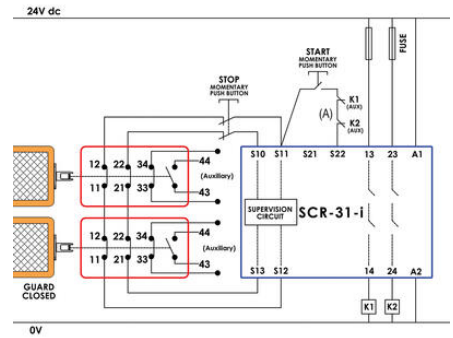 24V dc
START
MOMENTARY
PUSH BUTTON
FUSE
STOP
MOMENTARY
PUSH BUTTON
K1
(AUX)
(A)
K2
(AUX)
12 22 34
44
(Auxiliary)
11 21 33
43
S10 S11 S21 S22 13 23 A1
SUPERVISION
CIRCUIT
SCR-31-i
12 22 34
44
(Auxiliary)
11 21 33
43
S13 S12 14 24 A2
GUARD
CLOSED
K1 K2
0V